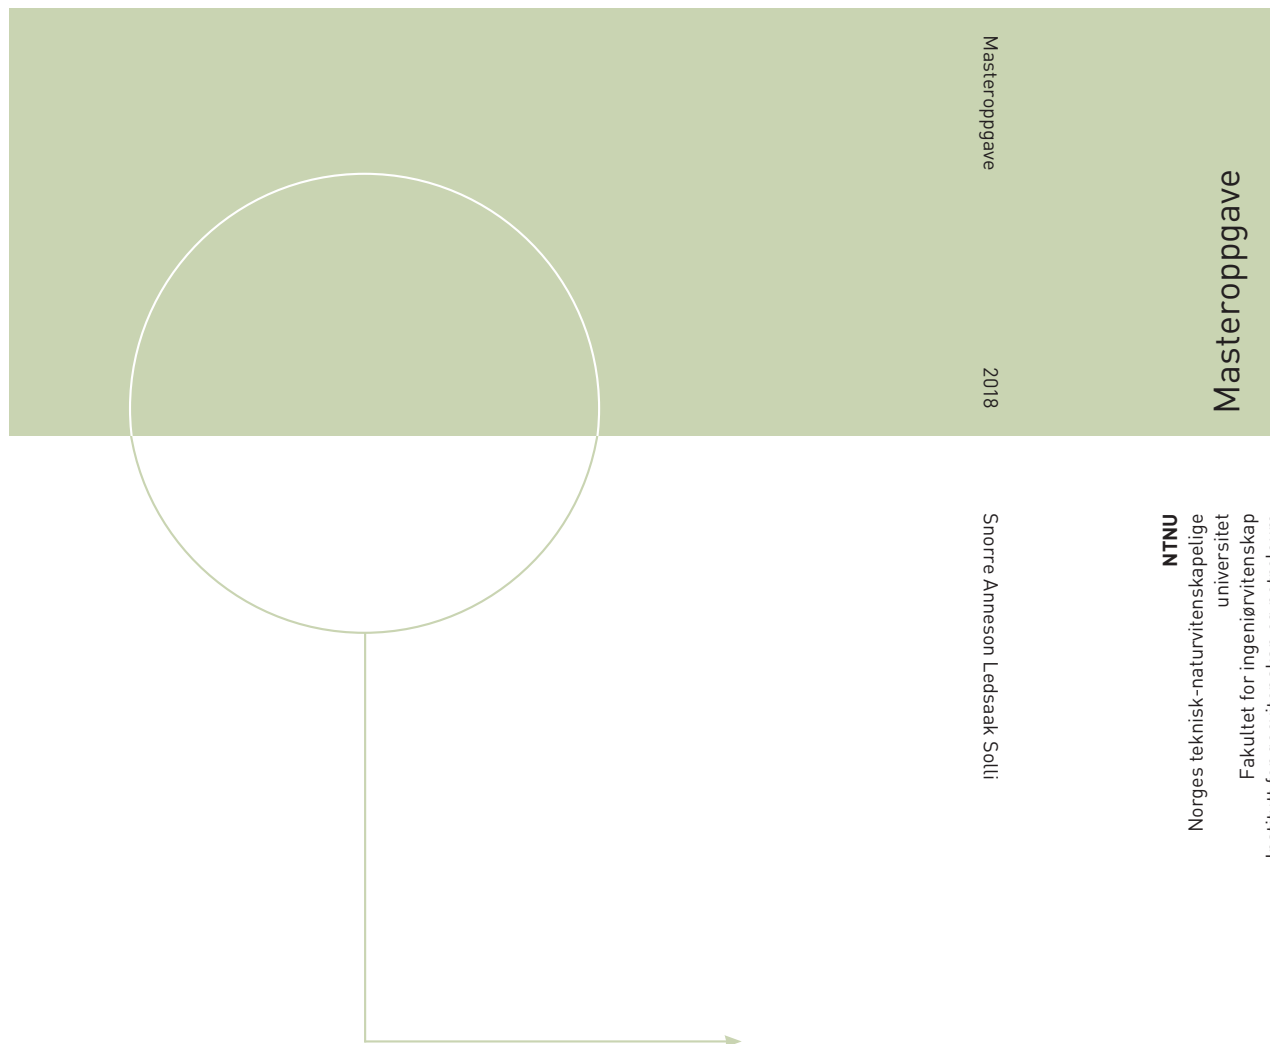 Masteroppgave
2018
Snorre Anneson Ledsaak Solli
Masteroppgave
NTNU
Norges teknisk-naturvitenskapelige
universitet
Fakultet for ingeniørvitenskap